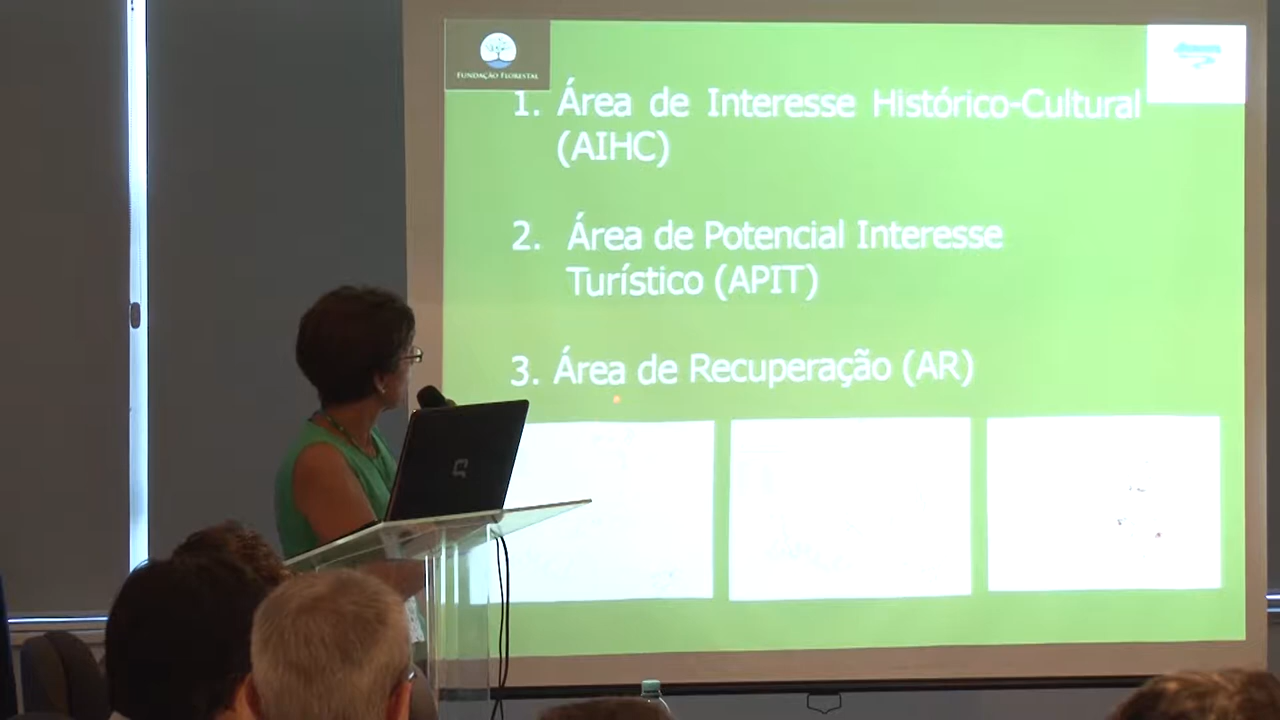 FUNDAÇÃO FLORESTAL
1. Área de Interesse Histórico-Cultural
(AIHC)
2. Área de Potencial Interesse
Turístico (APIT)
3. Área de Recuperação (AR)